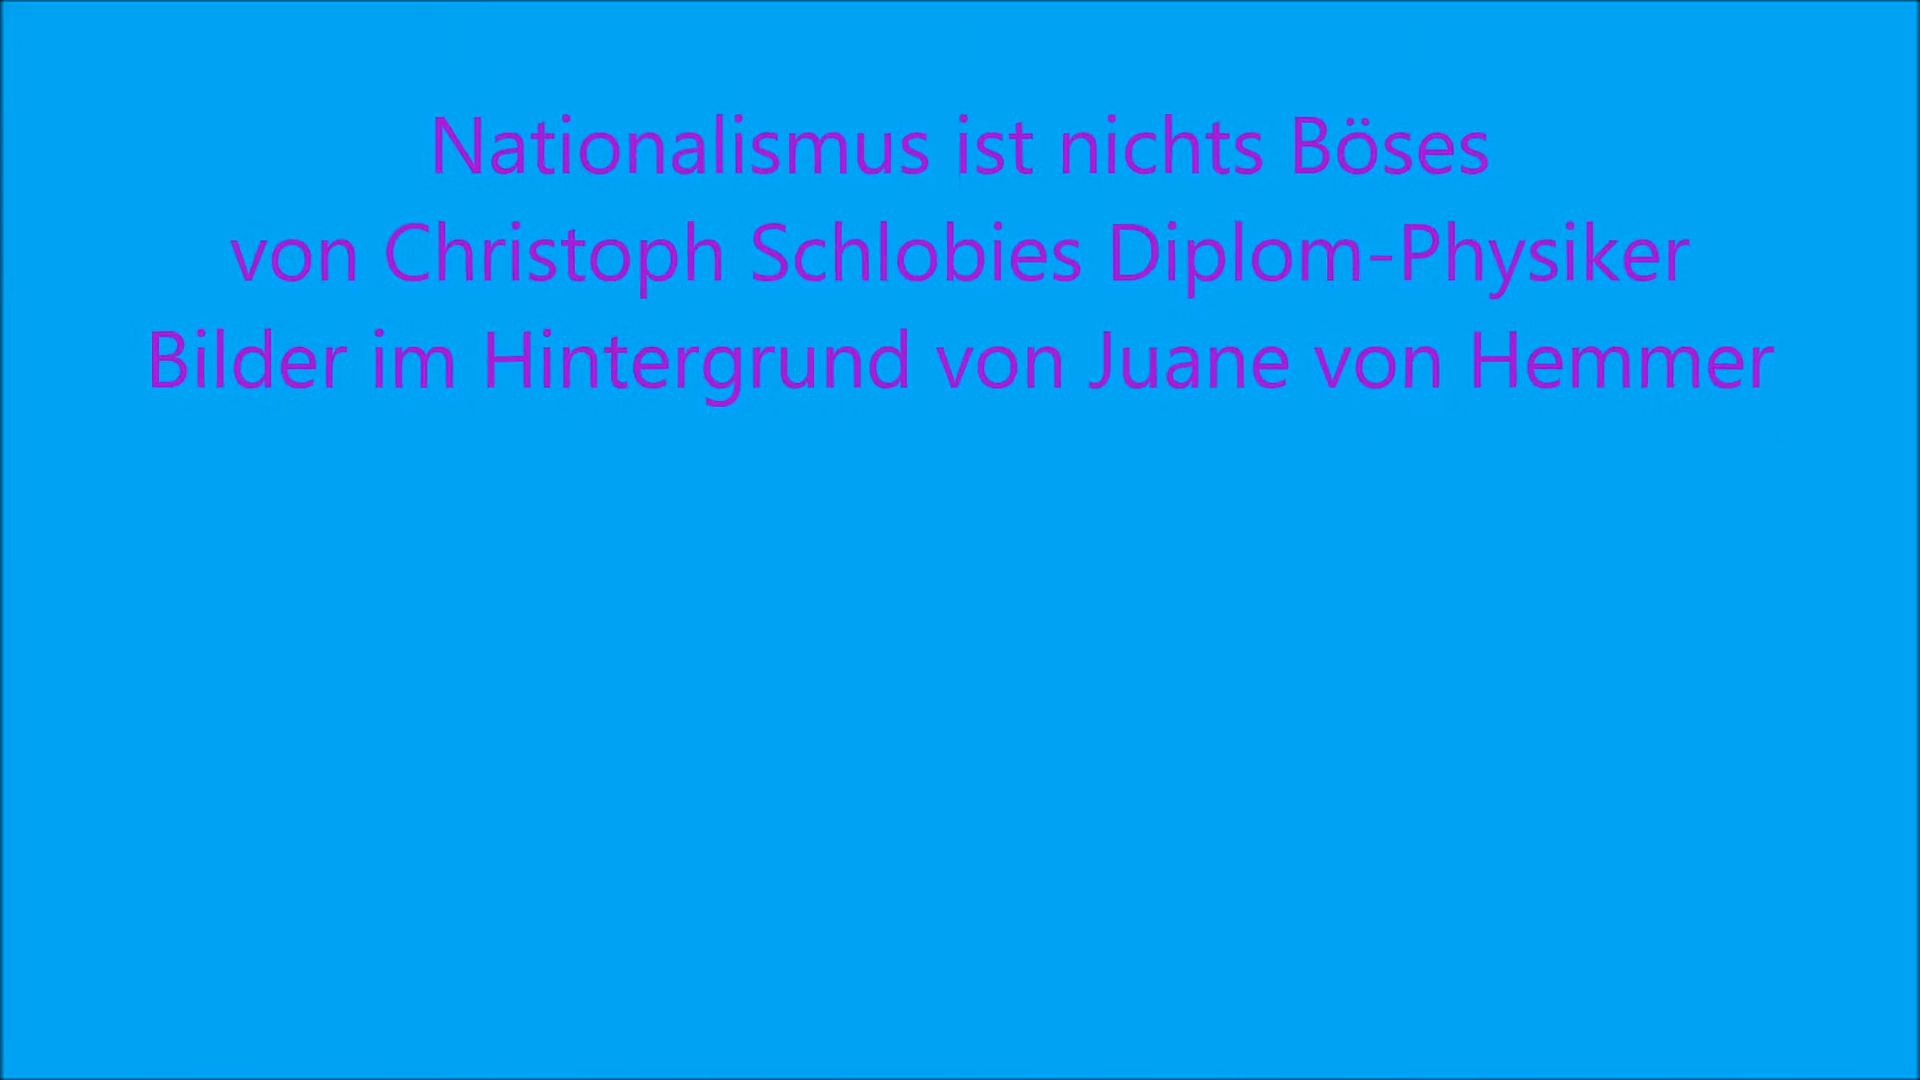 Nationalismus ist nichts Böses
von Christoph Schlobies Diplom-Physiker
Bilder im Hintergrund von Juane von Hemmer